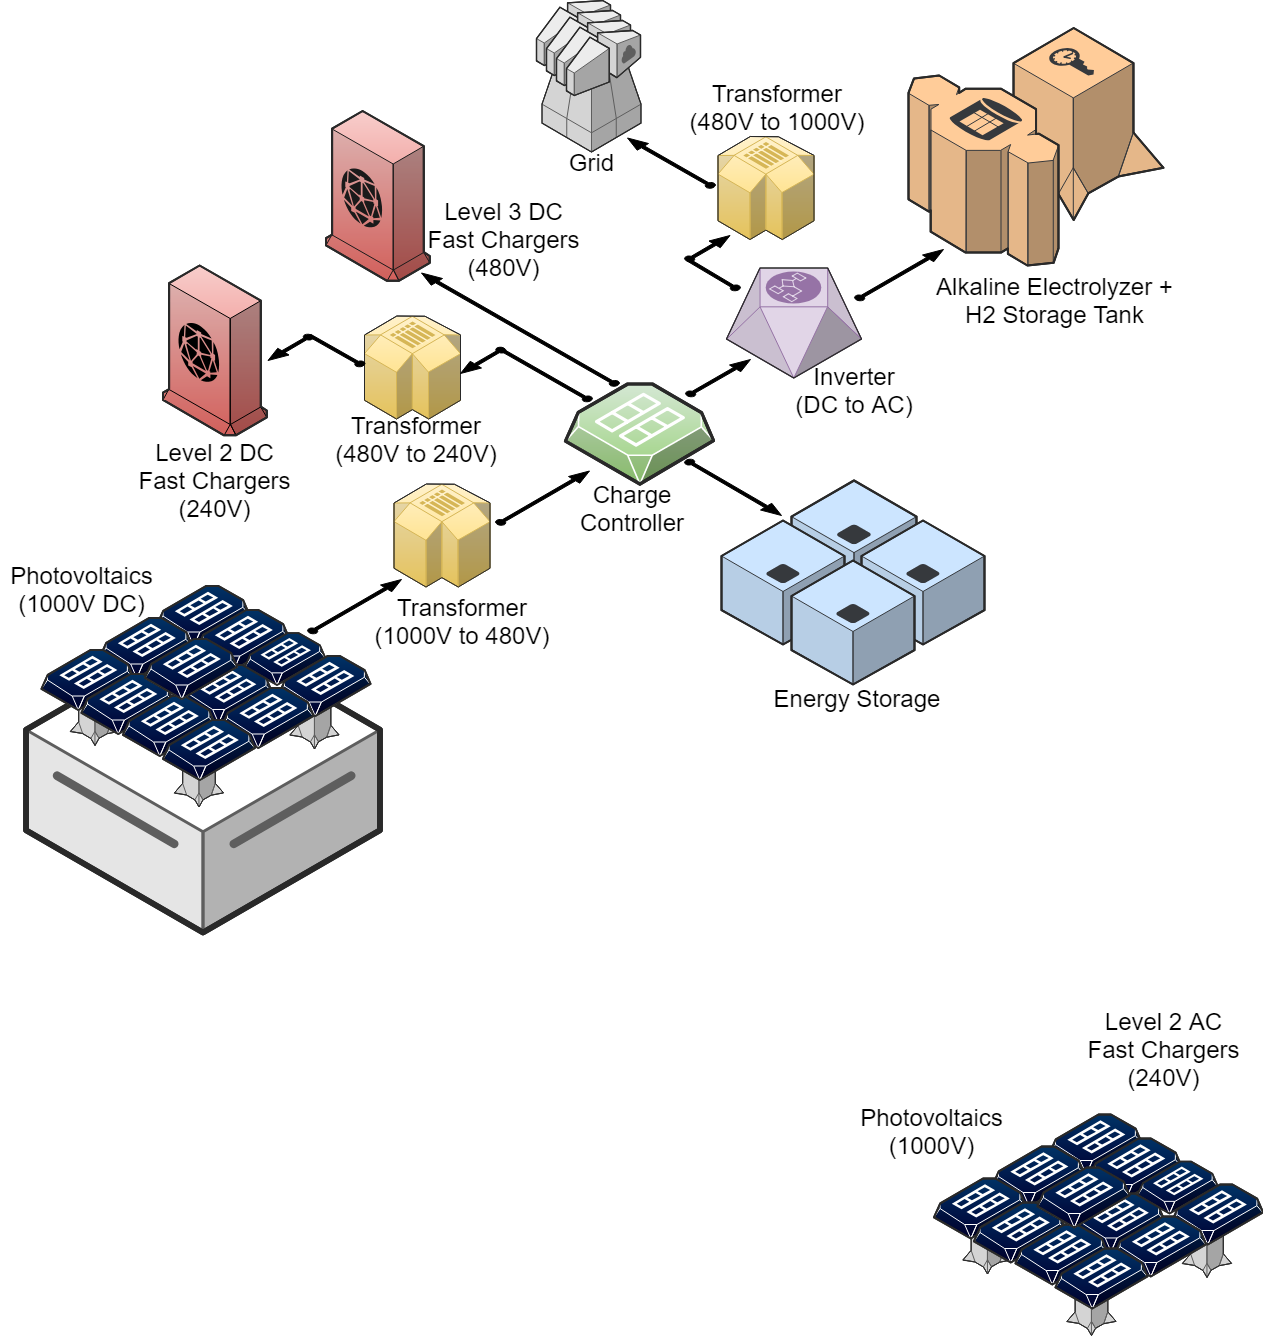 Transformer
(480V to 1000V)
Grid
Level 3 DC
Fast Chargers
(480V)
Alkaline Electrolyzer +
H2 Storage Tank
Inverter
(DC to AC)
Transformer
(480V to 240V)
Level 2 DC
Fast Chargers
(240V)
Charge
Controller
Photovoltaics
(1000V DC)
Transformer
(1000V to 480V)
Energy Storage
Level 2 AC
Fast Chargers
(240V)
Photovoltaics
(1000V)